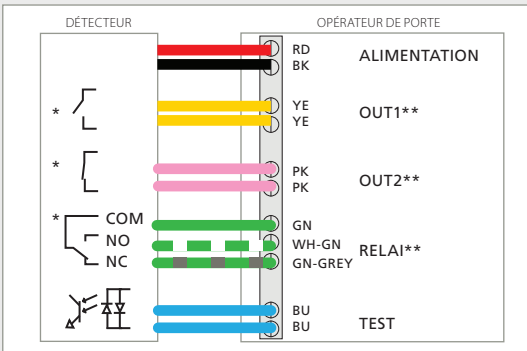 DÉTECTEUR
OPÉRATEUR DE PORTE
RD
BK
ALIMENTATION
*
YE
YE
OUT1**
*
PK
PK
OUT2**
*
COM
NO
NC
GN
WH-GN
GN-GREY
RELAI**
BU
BU
TEST